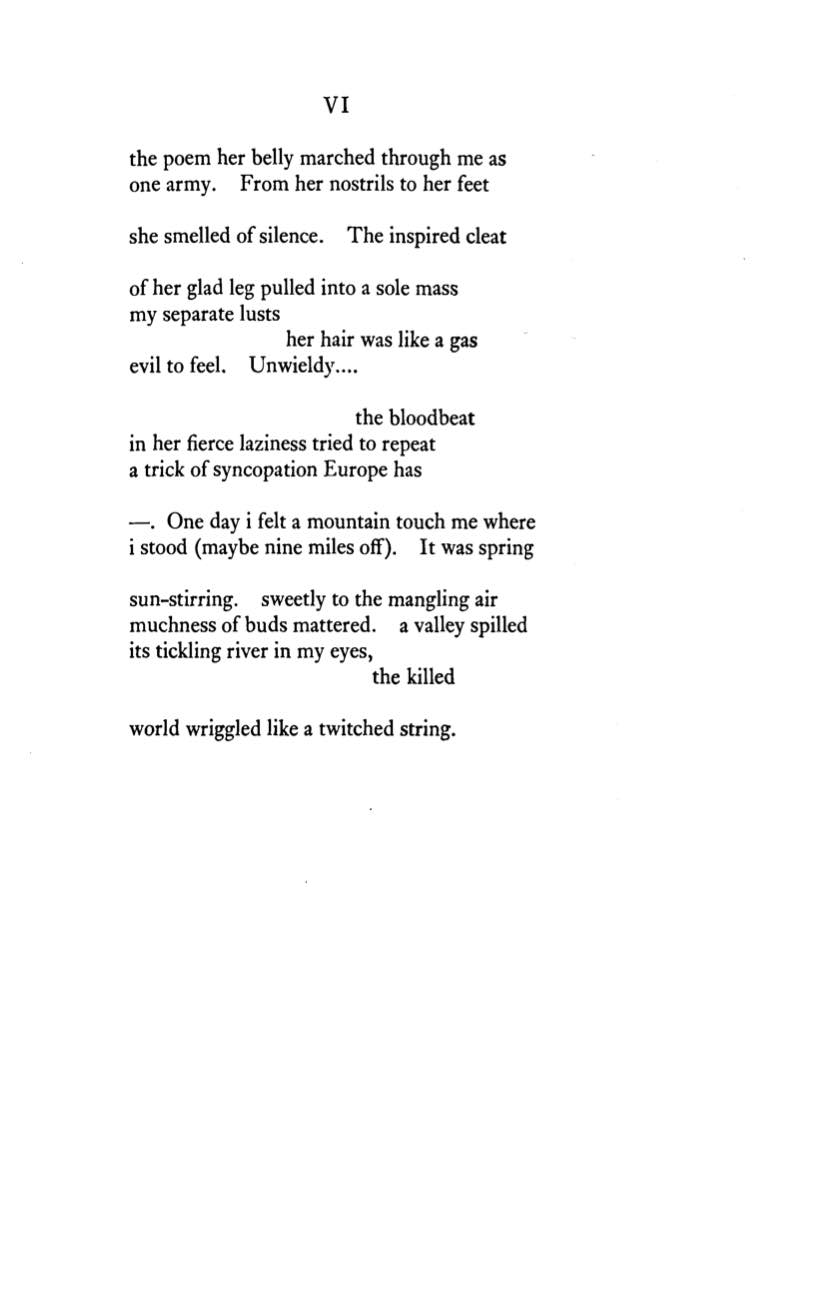 VI
the poem her belly marched through me as
one army. From her nostrils to her feet
she smelled of silence. The inspired cleat
of her glad leg pulled into a sole mass
my separate lusts
her hair was like a gas
evil to feel. Unwieldy....
the bloodbeat
in her fierce laziness tried to repeat
a trick of syncopation Europe has
—. One day i felt a mountain touch me where
i stood (maybe nine miles off). It was spring
sun-stirring. sweetly to the mangling air
muchness of buds mattered. a valley spilled
its tickling river in my eyes,
the killed
world wriggled like a twitched string.